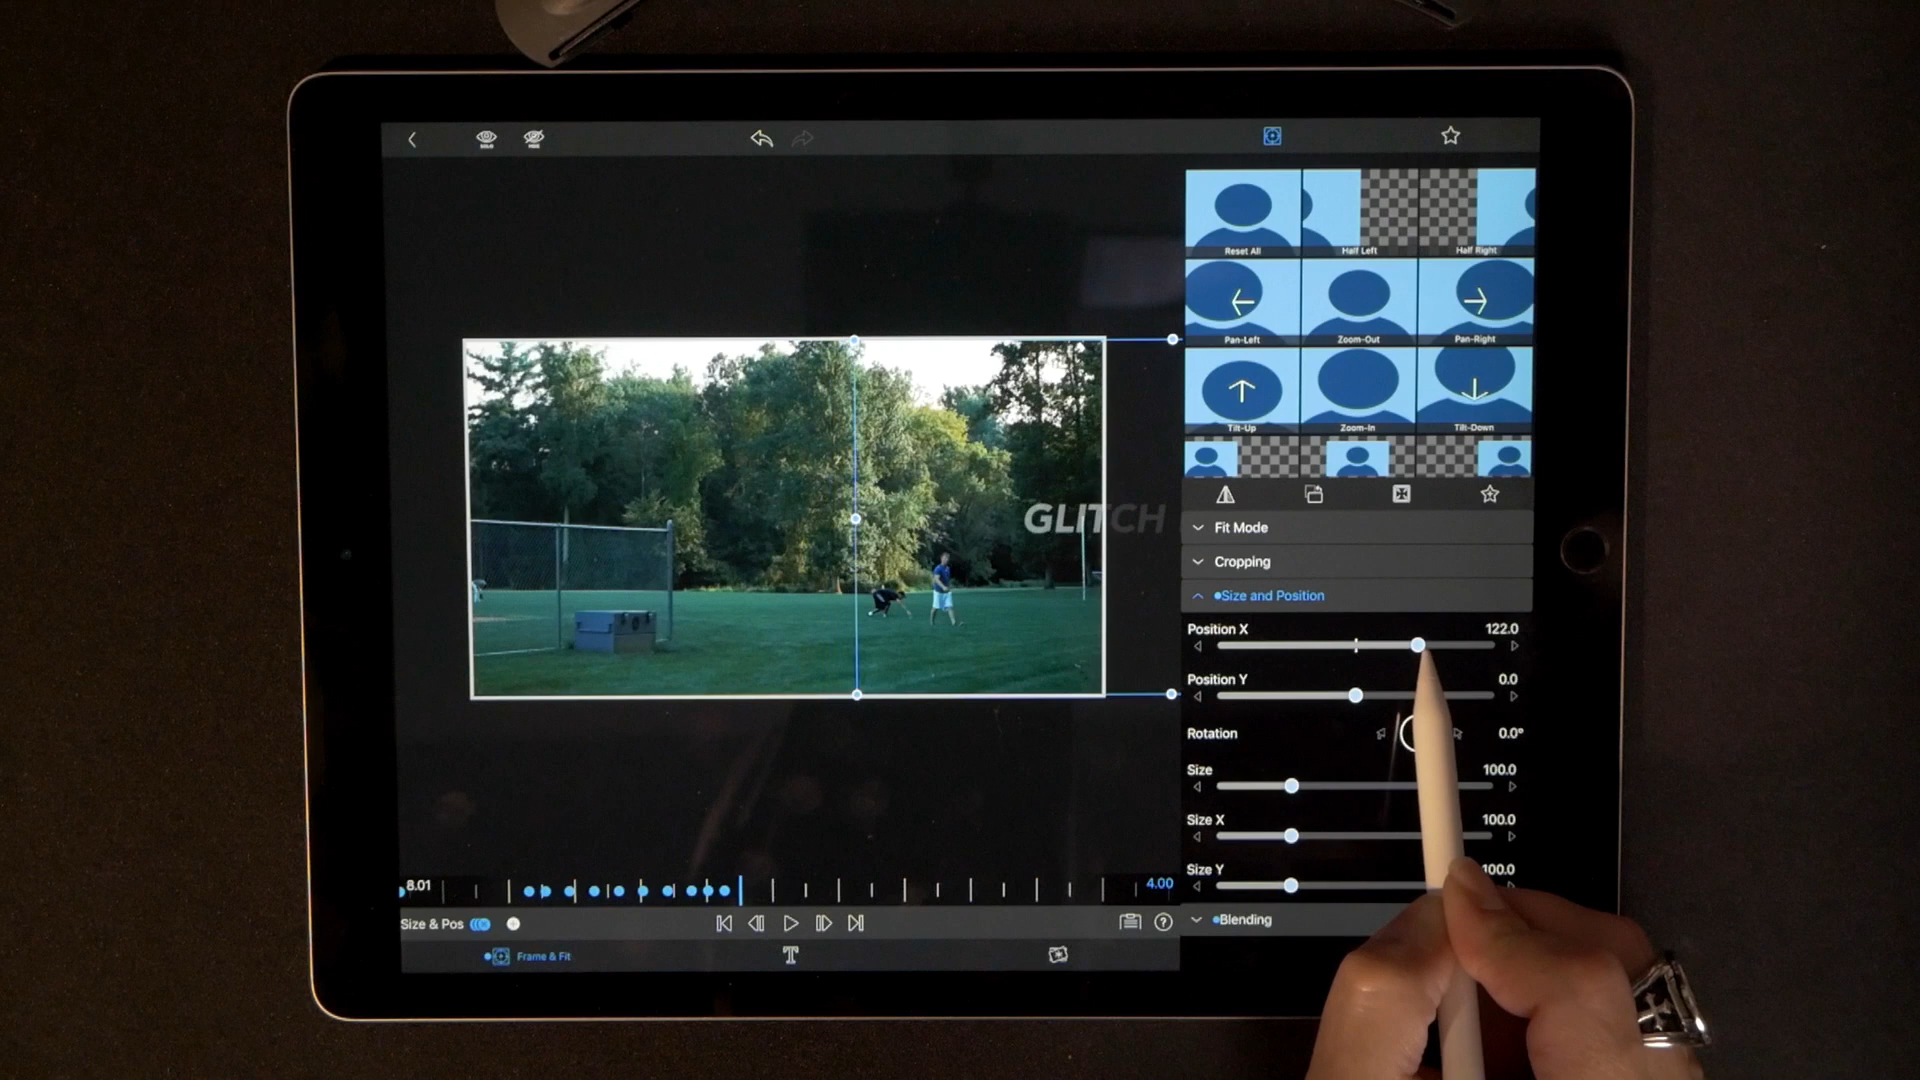 SOLO
HIDE
Reset All
Half Left
Half Right
Pan-Left
Zoom-Out
Pan-Right
Tilt-Up
Zoom-In
Tilt-Down
GLITCH
Fit Mode
Cropping
Size and Position
Position X
122.0
Position Y
0.0
Rotation
0.0°
Size
100.0
Size X
100.0
Size Y
100.0
Blending
8.01
4.00
Size & Pos
Frame & Fit